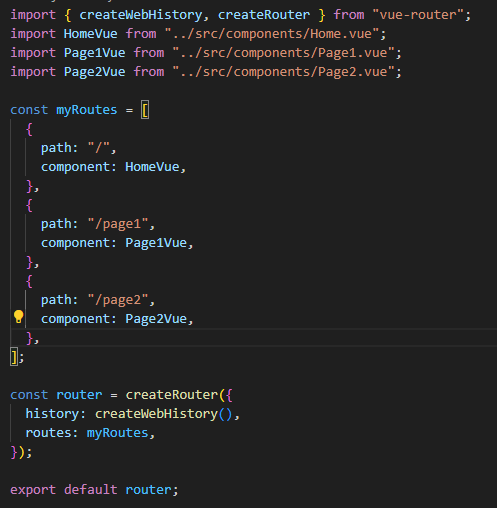 import { createWebHistory, createRouter } from "vue-router";
import HomeVue from "../src/components/Home.vue";
import Page1Vue from "../src/components/Page1.vue";
import Page2Vue from "../src/components/Page2.vue";

const myRoutes = [
  {
    path: "/",
    component: HomeVue,
  },
  {
    path: "/page1",
    component: Page1Vue,
  },
  {
    path: "/page2",
    component: Page2Vue,
  },
];

const router = createRouter({
  history: createWebHistory(),
  routes: myRoutes,
});

export default router;